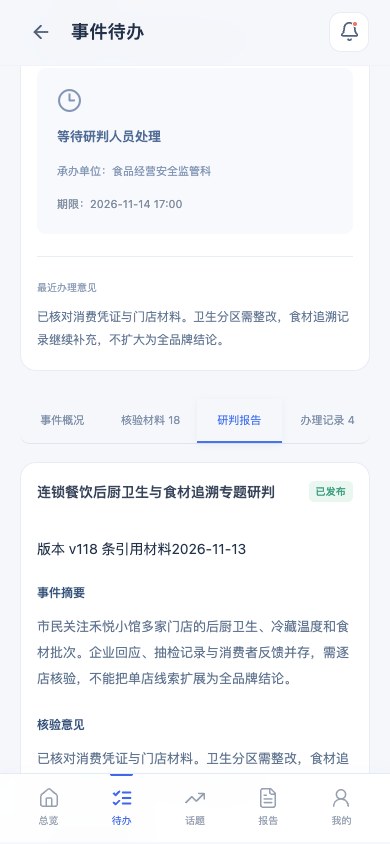 事件待办
等待研判人员处理
承办单位：食品经营安全监管科
期限：2026-11-14 17:00
最近办理意见
已核对消费凭证与门店材料。卫生分区需整改，食材追溯记
录继续补充，不扩大为全品牌结论。
事件概况 核验材料 18 研判报告 办理记录 4
连锁餐饮后厨卫生与食材追溯专题研判 已发布
版本 v118 条引用材料2026-11-13
事件摘要
市民关注禾悦小馆多家门店的后厨卫生、冷藏温度和食
材批次。企业回应、抽检记录与消费者反馈并存，需逐
店核验，不能把单店线索扩展为全品牌结论。
核验意见
已核对消费凭证与门店材料。卫生分区需整改，食材追
总览 待办 话题 报告 我的